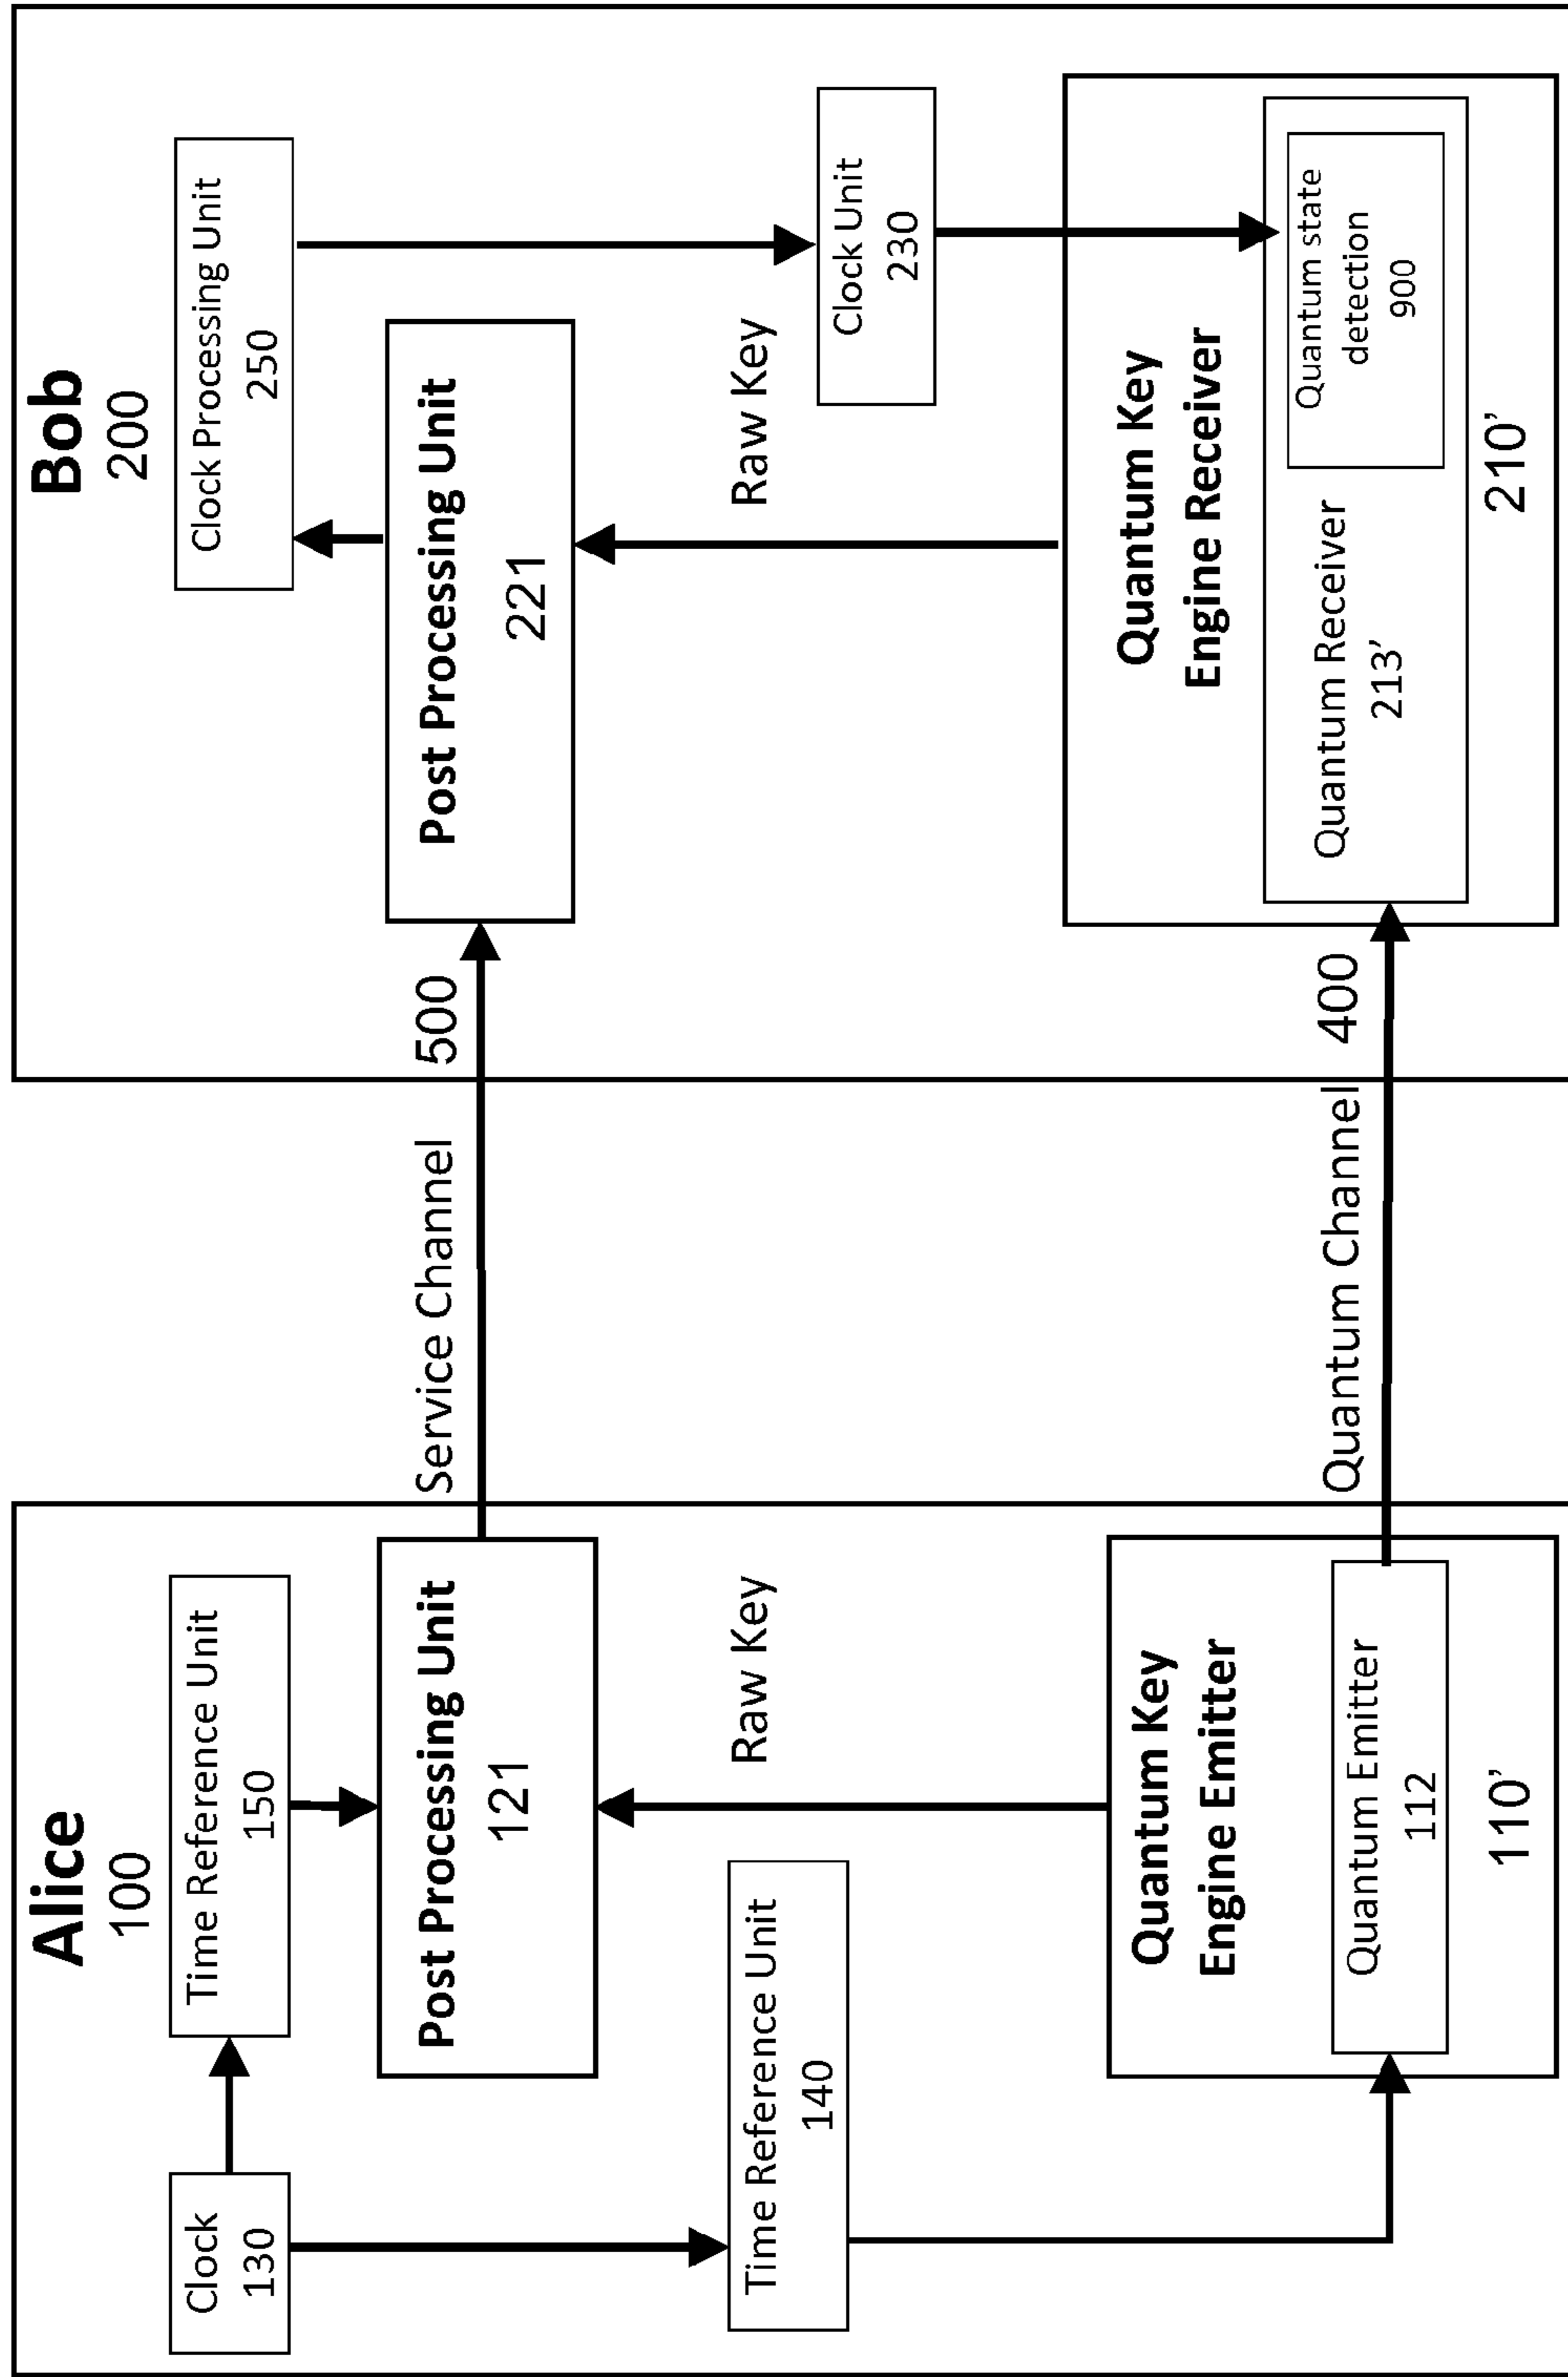 Alice
100
Clock
130
Time Reference Unit
150
Post Processing Unit
121
Time Reference Unit
140
Raw Key
Quantum Key
Engine Emitter
Quantum Emitter
112
110’
Service Channel
500
Quantum Channel
400
Bob
200
Clock Processing Unit
250
Post Processing Unit
221
Raw Key
Clock Unit
230
Quantum Key
Engine Receiver
Quantum Receiver
213’
Quantum state
detection
900
210’